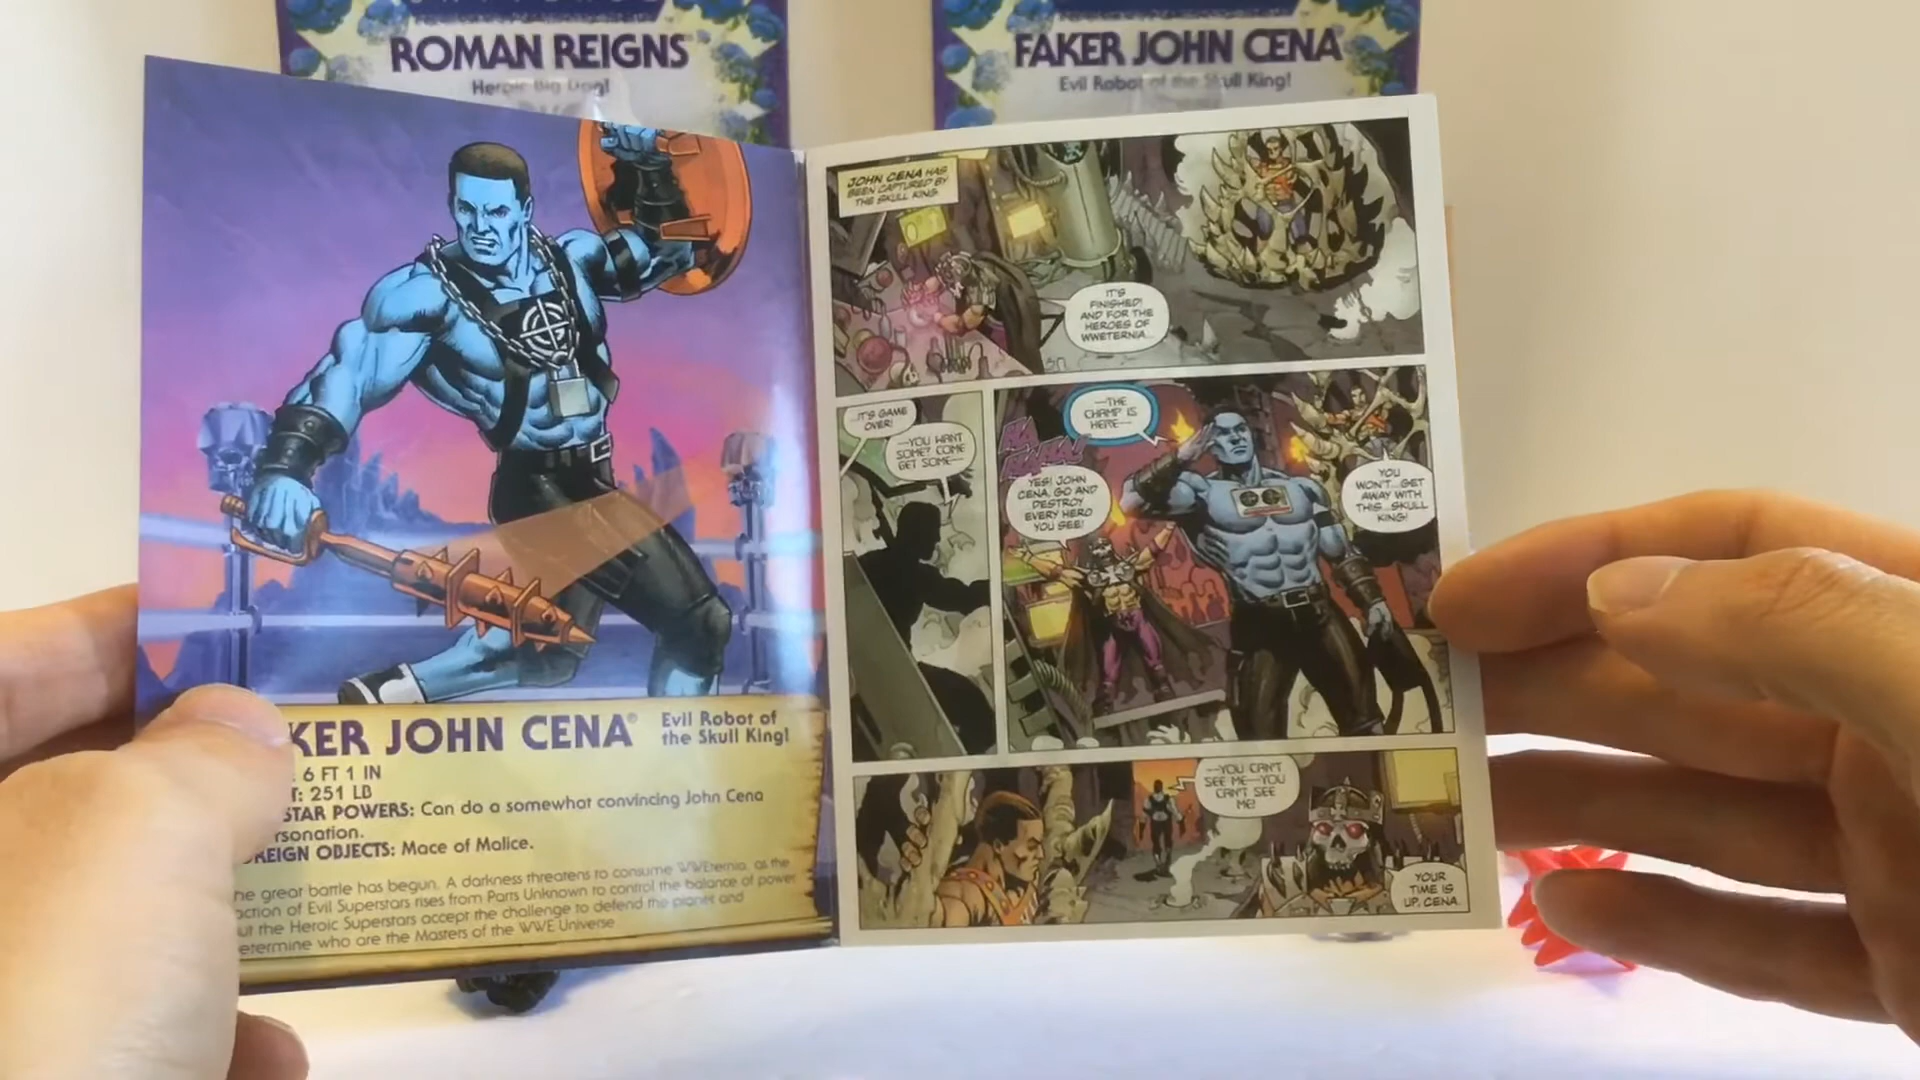 ROMAN REIGNS
Heroic Big Dog!
FAKER JOHN CENA
Evil Robot of the Skull King!
KER JOHN CENA®
Evil Robot of
the Skull King!
6 FT 1 IN
T: 251 LB
STAR POWERS: Can do a somewhat convincing John Cena
rsonation.
REIGN OBJECTS: Mace of Malice.
he great battle has begun. A darkness threatens to consume WWEternia, as the
action of Evil Superstars rises from Parts Unknown to control the balance of power
ut the Heroic Superstars accept the challenge to defend the planet and
etermine who are the Masters of the WWE Universe
JOHN CENA HAS
BEEN CAPTURED BY
THE SKULL KING.
IT'S
FINISHED!
AND FOR THE
HEROES OF
WWETERNIA...
...IT'S GAME
OVER!
—YOU WANT
SOME? COME
GET SOME—
—THE
CHAMP IS
HERE—
HA
HAHA!
YES! JOHN
CENA, GO AND
DESTROY
EVERY HERO
YOU SEE!
YOU
WON'T...GET
AWAY WITH
THIS...SKULL
KING!
—YOU CAN'T
SEE ME—YOU
CAN'T SEE
ME!
YOUR
TIME IS
UP, CENA.